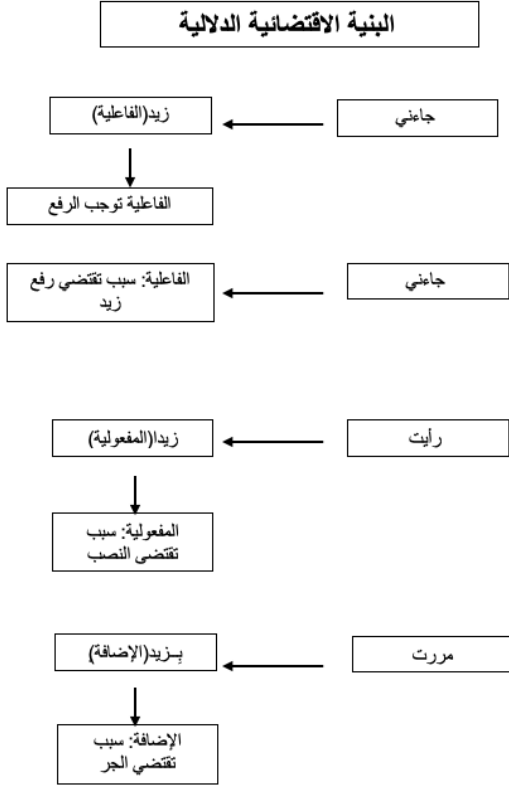 البنية الاقتضائية الدلالية
جاءني
زيد(الفاعلية)
الفاعلية توجب الرفع
جاءني
الفاعلية: سبب تقتضي رفع
زيد
رأيت
زيدا(المفعولية)
المفعولية: سبب
تقتضى النصب
مررت
بـزيد(الإضافة)
الإضافة: سبب
تقتضي الجر